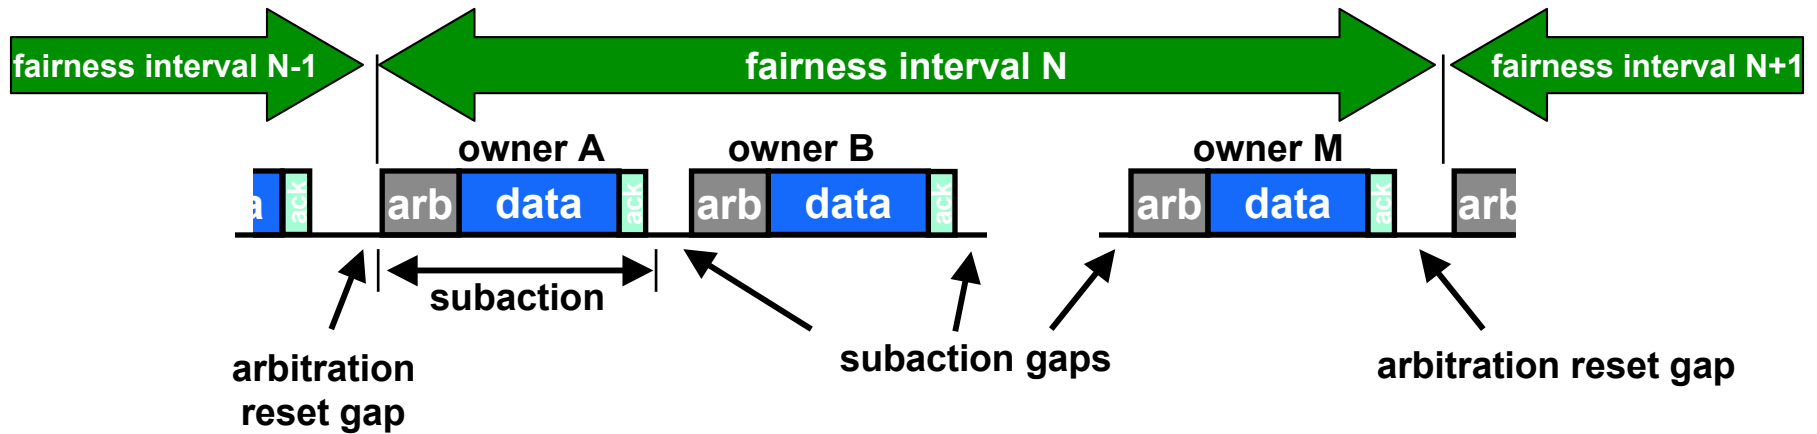 fairness interval N-1
fairness interval N
fairness interval N+1
owner A
owner B
owner M
a
ack
arb
data
ack
arb
data
ack
arb
data
ack
arb
subaction
arbitration
reset gap
subaction gaps
arbitration reset gap